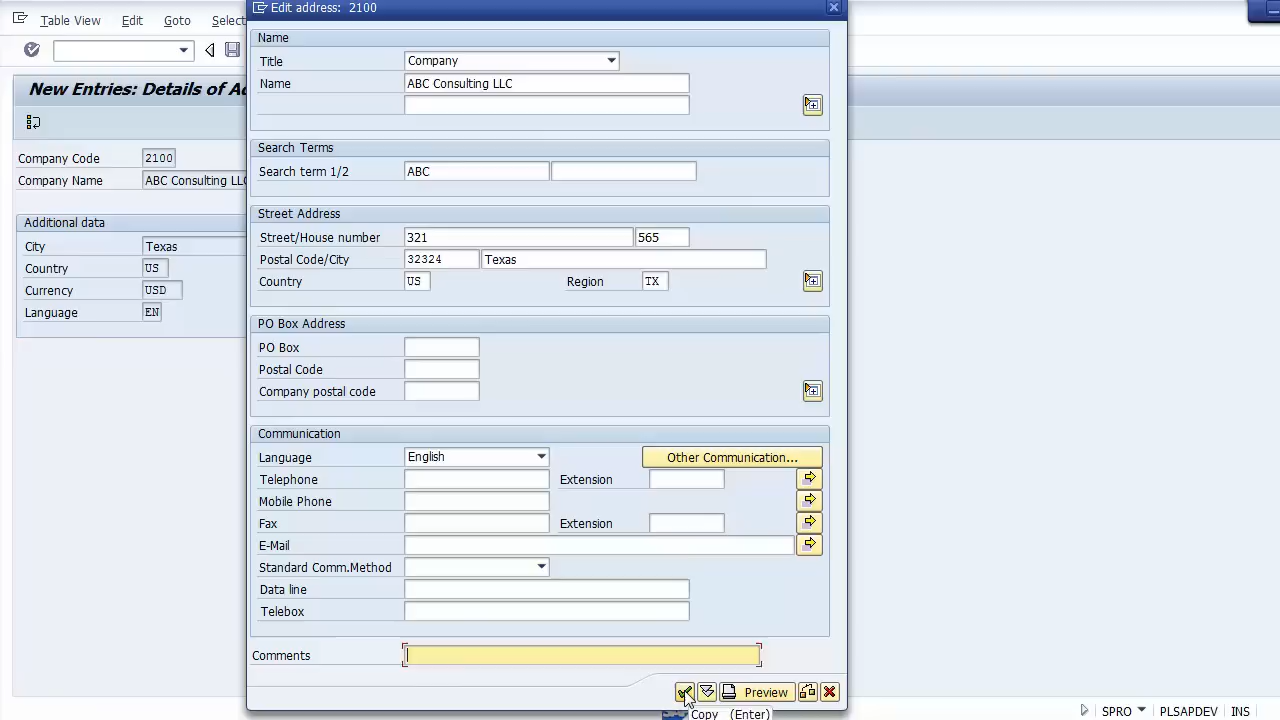 Edit address: 2100
Table View Edit Goto Select
Name
Title Company
New Entries: Details of Ad
Name ABC Consulting LLC
Search Terms
Company Code 2100
Search term 1/2 ABC
Company Name ABC Consulting LLC
Street Address
Additional data
Street/House number 321 565
City Texas
Postal Code/City 32324 Texas
Country US
Country US Region TX
Currency USD
Language EN
PO Box Address
PO Box
Postal Code
Company postal code
Communication
Language English Other Communication...
Telephone Extension
Mobile Phone
Fax Extension
E-Mail
Standard Comm.Method
Data line
Telebox
Comments
Preview
Copy (Enter)
SPRO PLSAPDEV INS